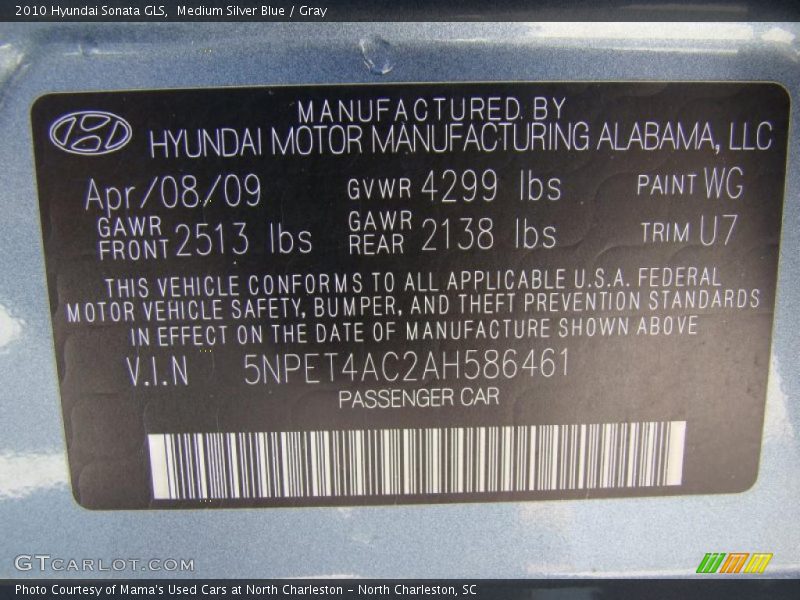 2010 Hyundai Sonata GLS,  Medium Silver Blue / Gray
MANUFACTURED BY
HYUNDAI MOTOR MANUFACTURING ALABAMA, LLC
Apr/08/09 GVWR 4299 lbs PAINT WG
GAWR FRONT 2513 lbs GAWR REAR 2138 lbs TRIM U7
THIS VEHICLE CONFORMS TO ALL APPLICABLE U.S.A. FEDERAL
MOTOR VEHICLE SAFETY, BUMPER, AND THEFT PREVENTION STANDARDS
IN EFFECT ON THE DATE OF MANUFACTURE SHOWN ABOVE
V.I.N 5NPET4AC2AH586461
PASSENGER CAR
GTCARLOT.COM
Photo Courtesy of Mama's Used Cars at North Charleston - North Charleston, SC